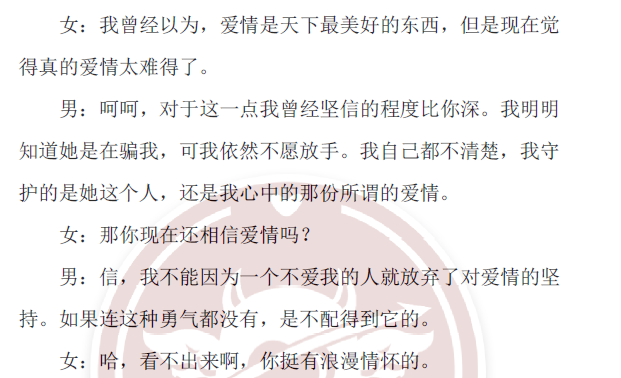 女：我曾经以为，爱情是天下最美好的东西，但是现在觉
得真的爱情太难得了。
男：呵呵，对于这一点我曾经坚信的程度比你深。我明明
知道她是在骗我，可我依然不愿放手。我自己都不清楚，我守
护的是她这个人，还是我心中的那份所谓的爱情。
女：那你现在还相信爱情吗？
男：信，我不能因为一个不爱我的人就放弃了对爱情的坚
持。如果连这种勇气都没有，是不配得到它的。
女：哈，看不出来啊，你挺有浪漫情怀的。